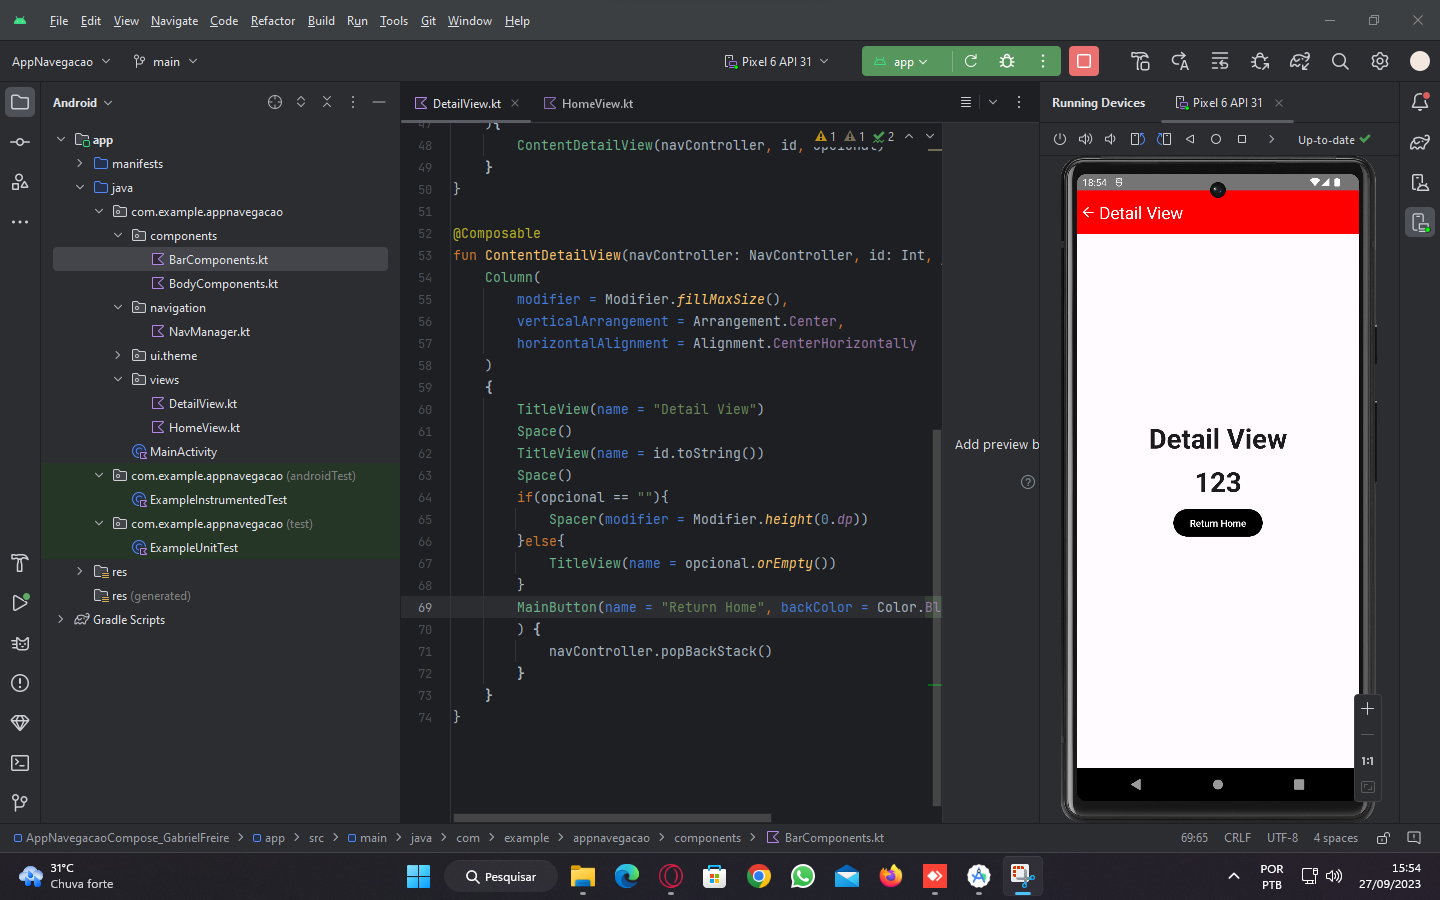 File Edit View Navigate Code Refactor Build Run Tools Git Window Help
AppNavegacao main Pixel 6 API 31 app
Android
DetailView.kt HomeView.kt
Running Devices Pixel 6 API 31
Up-to-date
app
manifests
java
com.example.appnavegacao
components
BarComponents.kt
BodyComponents.kt
navigation
NavManager.kt
ui.theme
views
DetailView.kt
HomeView.kt
MainActivity
com.example.appnavegacao (androidTest)
ExampleInstrumentedTest
com.example.appnavegacao (test)
ExampleUnitTest
res
res (generated)
Gradle Scripts
1 1 2
47 ){
48 ContentDetailView(navController, id, opcional)
49 }
50 }
51
52 @Composable
53 fun ContentDetailView(navController: NavController, id: Int,
54 Column(
55 modifier = Modifier.fillMaxSize(),
56 verticalArrangement = Arrangement.Center,
57 horizontalAlignment = Alignment.CenterHorizontally
58 )
59 {
60 TitleView(name = "Detail View")
61 Space()
62 TitleView(name = id.toString())
63 Space()
64 if(opcional == ""){
65 Spacer(modifier = Modifier.height(0.dp))
66 }else{
67 TitleView(name = opcional.orEmpty())
68 }
69 MainButton(name = "Return Home", backColor = Color.Bl
70 ) {
71 navController.popBackStack()
72 }
73 }
74 }
Add preview b
18:54
Detail View
Detail View
123
Return Home
1:1
AppNavegacaoCompose_GabrielFreire > app > src > main > java > com > example > appnavegacao > components > BarComponents.kt
69:65 CRLF UTF-8 4 spaces
31°C
Chuva forte
Pesquisar
POR
PTB
15:54
27/09/2023